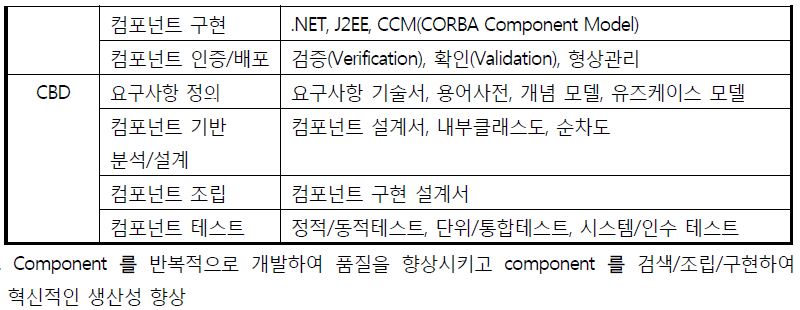 컴포넌트 구현 .NET, J2EE, CCM(CORBA Component Model)
컴포넌트 인증/배포 검증(Verification), 확인(Validation), 형상관리
CBD 요구사항 정의 요구사항 기술서, 용어사전, 개념 모델, 유즈케이스 모델
컴포넌트 기반 컴포넌트 설계서, 내부클래스도, 순차도
분석/설계
컴포넌트 조립 컴포넌트 구현 설계서
컴포넌트 테스트 정적/동적테스트, 단위/통합테스트, 시스템/인수 테스트
. Component 를 반복적으로 개발하여 품질을 향상시키고 component 를 검색/조립/구현하여
혁신적인 생산성 향상